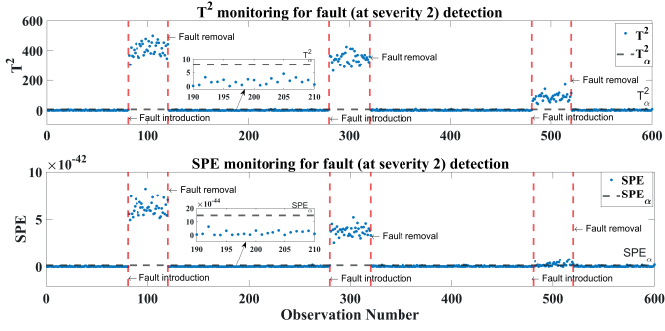 T² monitoring for fault (at severity 2) detection
600
400
200
0
T²
Fault removal
Fault removal
Fault removal
T²
T²α
10
5
0
T²α
190 195 200 205 210
T²α
Fault introduction
Fault introduction
Fault introduction
0 100 200 300 400 500 600
×10⁻⁴²
SPE monitoring for fault (at severity 2) detection
10
5
0
SPE
Fault removal
Fault removal
Fault removal
SPE
SPEα
×10⁻⁴⁴
20
10
0
SPEα
190 195 200 205 210
SPEα
Fault introduction
Fault introduction
Fault introduction
0 100 200 300 400 500 600
Observation Number